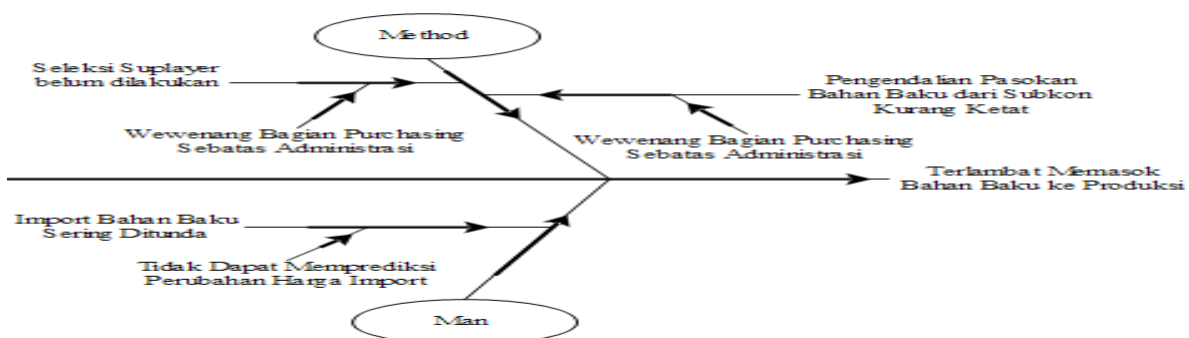 Method
Seleksi Suplayer
belum dilakukan
Pengendalian Pasokan
Bahan Baku dari Subkon
Kurang Ketat
Wewenang Bagian Purchasing
Sebatas Administrasi
Wewenang Bagian Purchasing
Sebatas Administrasi
Terlambat Memasok
Bahan Baku ke Produksi
Import Bahan Baku
Sering Ditunda
Tidak Dapat Memprediksi
Perubahan Harga Import
Man